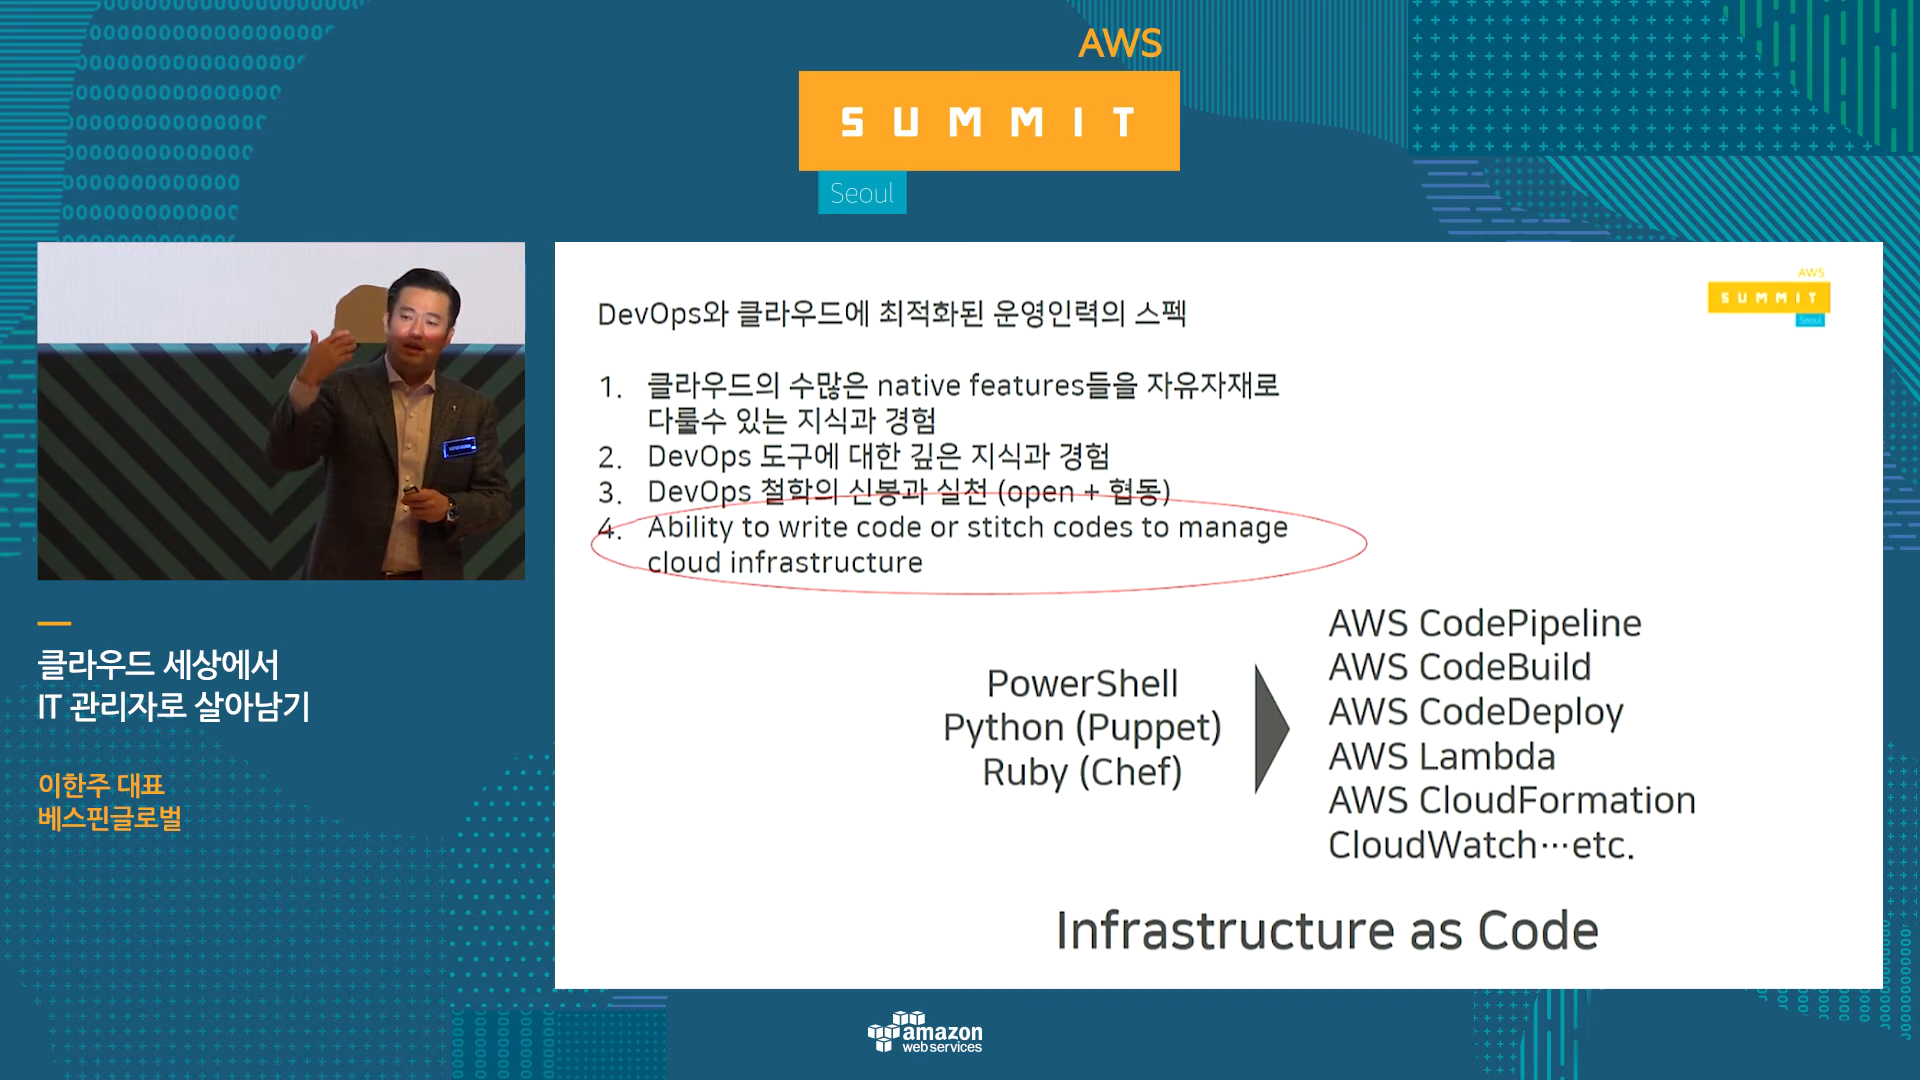 AWS
SUMMIT
Seoul
AWS
SUMMIT
Seoul
DevOps와 클라우드에 최적화된 운영인력의 스펙
1. 클라우드의 수많은 native features들을 자유자재로
다룰수 있는 지식과 경험
2. DevOps 도구에 대한 깊은 지식과 경험
3. DevOps 철학의 신봉과 실천 (open + 협동)
4. Ability to write code or stitch codes to manage
cloud infrastructure
PowerShell
Python (Puppet)
Ruby (Chef)
AWS CodePipeline
AWS CodeBuild
AWS CodeDeploy
AWS Lambda
AWS CloudFormation
CloudWatch…etc.
Infrastructure as Code
클라우드 세상에서
IT 관리자로 살아남기
이한주 대표
베스핀글로벌
amazon
web services